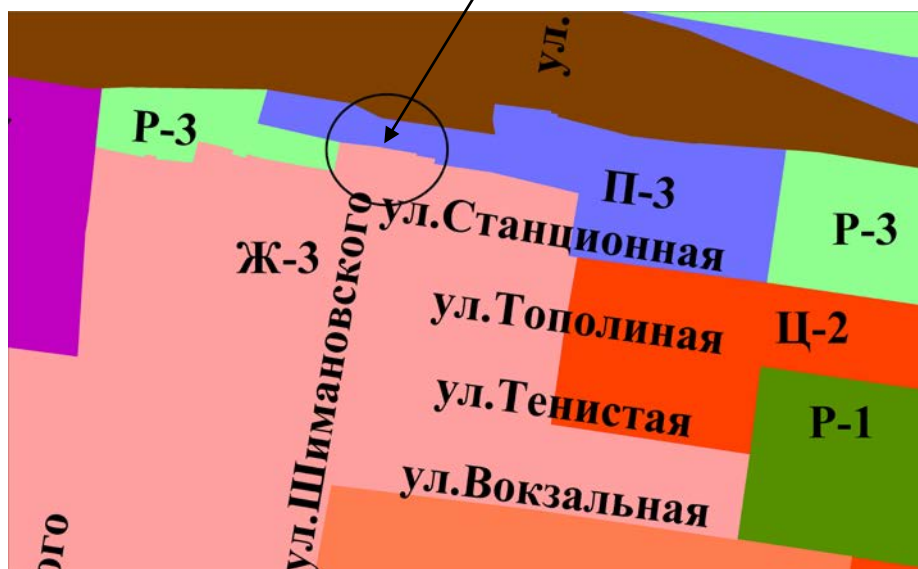 ул.
Р-3
П-3
ул.Станционная
Р-3
Ж-3
ул.Тополиная
Ц-2
ул.Тенистая
Р-1
ул.Шимановского
ул.Вокзальная
ого